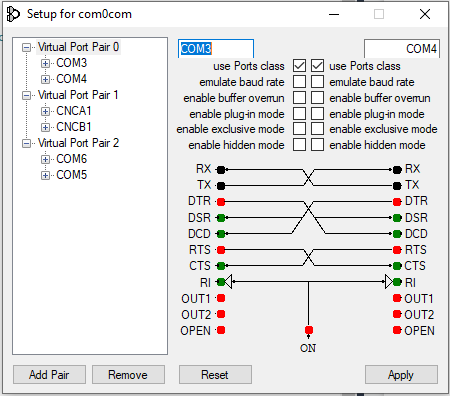 Setup for com0com
Virtual Port Pair 0
COM3
COM4
Virtual Port Pair 1
CNCA1
CNCB1
Virtual Port Pair 2
COM6
COM5
COM3 COM4
use Ports class use Ports class
emulate baud rate emulate baud rate
enable buffer overrun enable buffer overrun
enable plug-in mode enable plug-in mode
enable exclusive mode enable exclusive mode
enable hidden mode enable hidden mode
RX RX
TX TX
DTR DTR
DSR DSR
DCD DCD
RTS RTS
CTS CTS
RI RI
OUT1 OUT1
OUT2 OUT2
OPEN OPEN
ON
Add Pair Remove Reset Apply